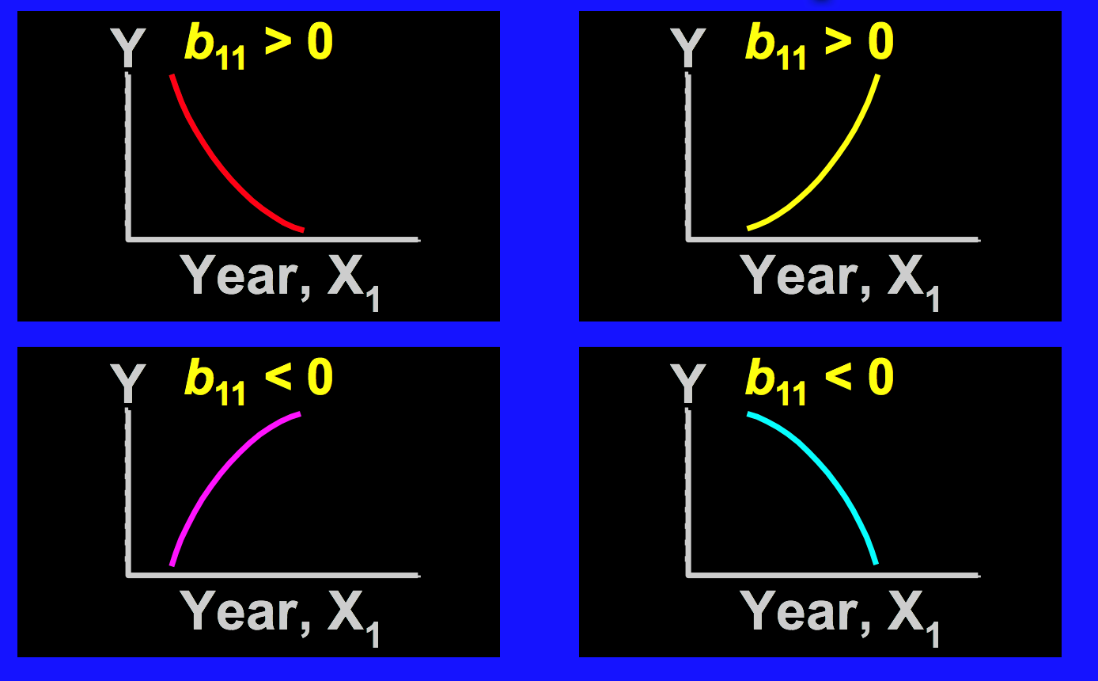 Y b₁₁ > 0
Year, X₁
Y b₁₁ > 0
Year, X₁
Y b₁₁ < 0
Year, X₁
Y b₁₁ < 0
Year, X₁